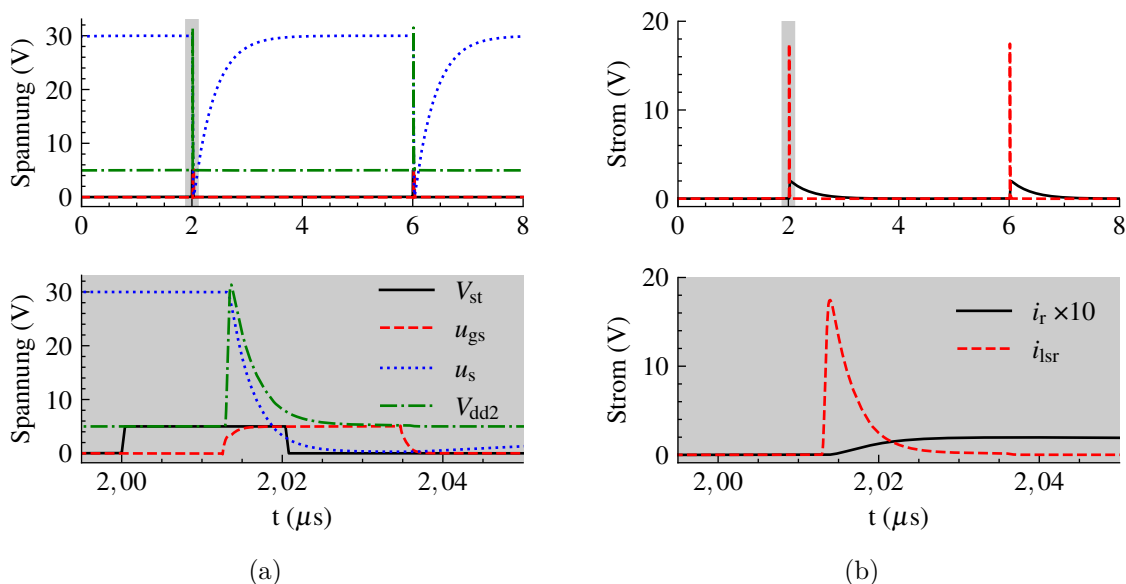 Spannung (V)
30
20
10
0
0 2 4 6 8
Strom (V)
20
10
0
0 2 4 6 8
Spannung (V)
30
20
10
0
V_st
u_gs
u_s
V_dd2
2,00 2,02 2,04
t (μs)
(a)
Strom (V)
20
10
0
i_r ×10
i_lsr
2,00 2,02 2,04
t (μs)
(b)